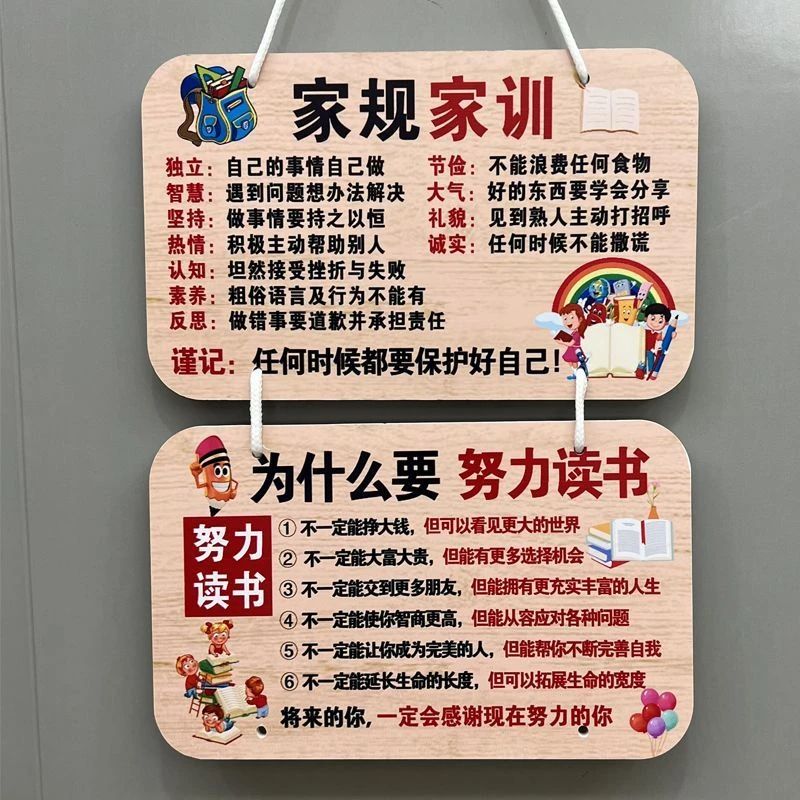 家规家训
独立：自己的事情自己做
智慧：遇到问题想办法解决
坚持：做事情要持之以恒
热情：积极主动帮助别人
认知：坦然接受挫折与失败
素养：粗俗语言及行为不能有
反思：做错事要道歉并承担责任
节俭：不能浪费任何食物
大气：好的东西要学会分享
礼貌：见到熟人主动打招呼
诚实：任何时候不能撒谎
谨记：任何时候都要保护好自己！
为什么要 努力读书
努力
读书
① 不一定能挣大钱，但可以看见更大的世界
② 不一定能大富大贵，但能有更多选择机会
③ 不一定能交到更多朋友，但能拥有更充实丰富的人生
④ 不一定能使你智商更高，但能从容应对各种问题
⑤ 不一定能让你成为完美的人，但能帮你不断完善自我
⑥ 不一定能延长生命的长度，但可以拓展生命的宽度
将来的你，一定会感谢现在努力的你